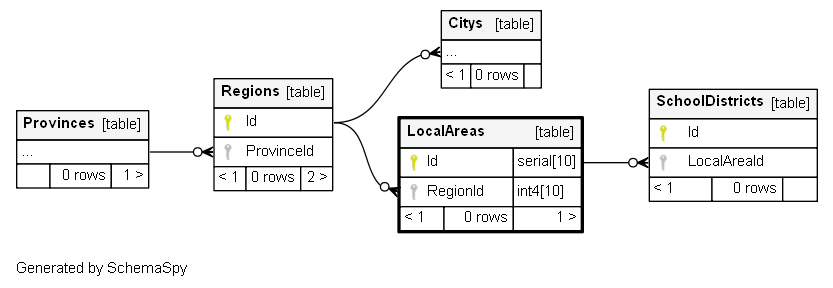 Citys [table]
...
< 1 0 rows
Regions [table]
Id
ProvinceId
< 1 0 rows 2 >
SchoolDistricts [table]
Id
LocalAreaId
< 1 0 rows
Provinces [table]
...
0 rows 1 >
LocalAreas [table]
Id serial[10]
RegionId int4[10]
< 1 0 rows 1 >
Generated by SchemaSpy